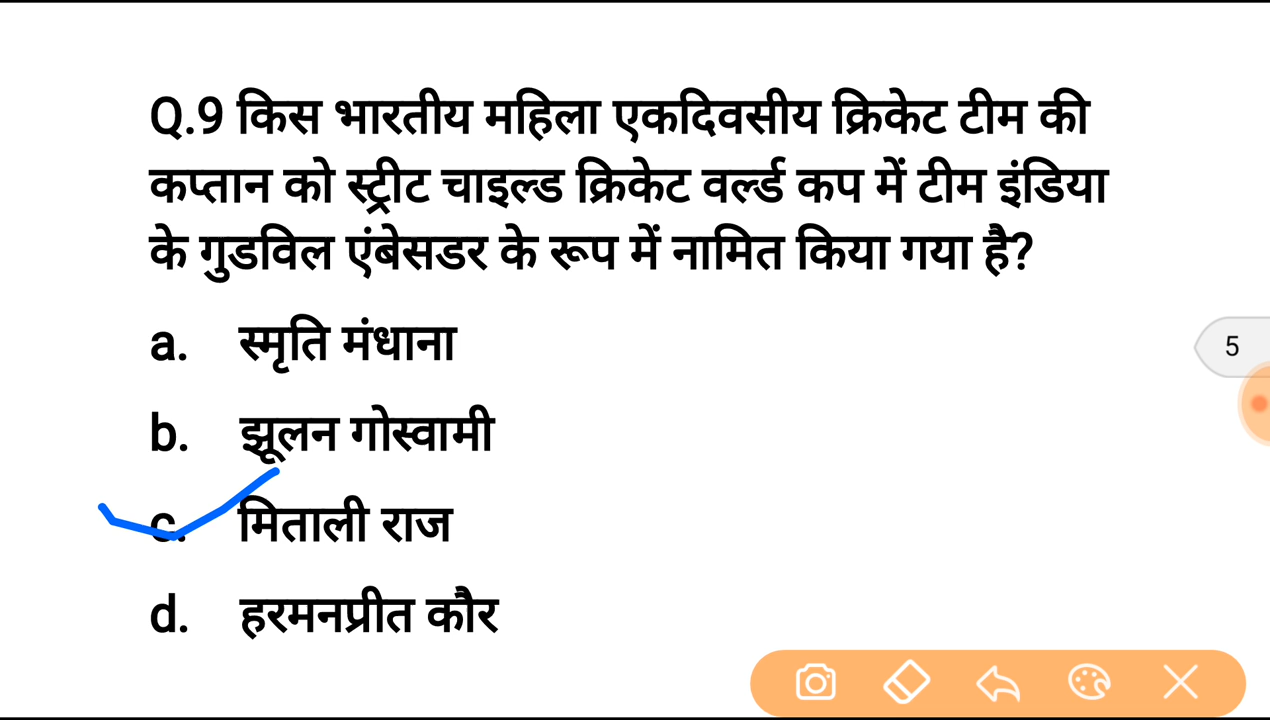 Q.9 किस भारतीय महिला एकदिवसीय क्रिकेट टीम की
कप्तान को स्ट्रीट चाइल्ड क्रिकेट वर्ल्ड कप में टीम इंडिया
के गुडविल एंबेसडर के रूप में नामित किया गया है?
a. स्मृति मंधाना
5
b. झूलन गोस्वामी
c. मिताली राज
d. हरमनप्रीत कौर